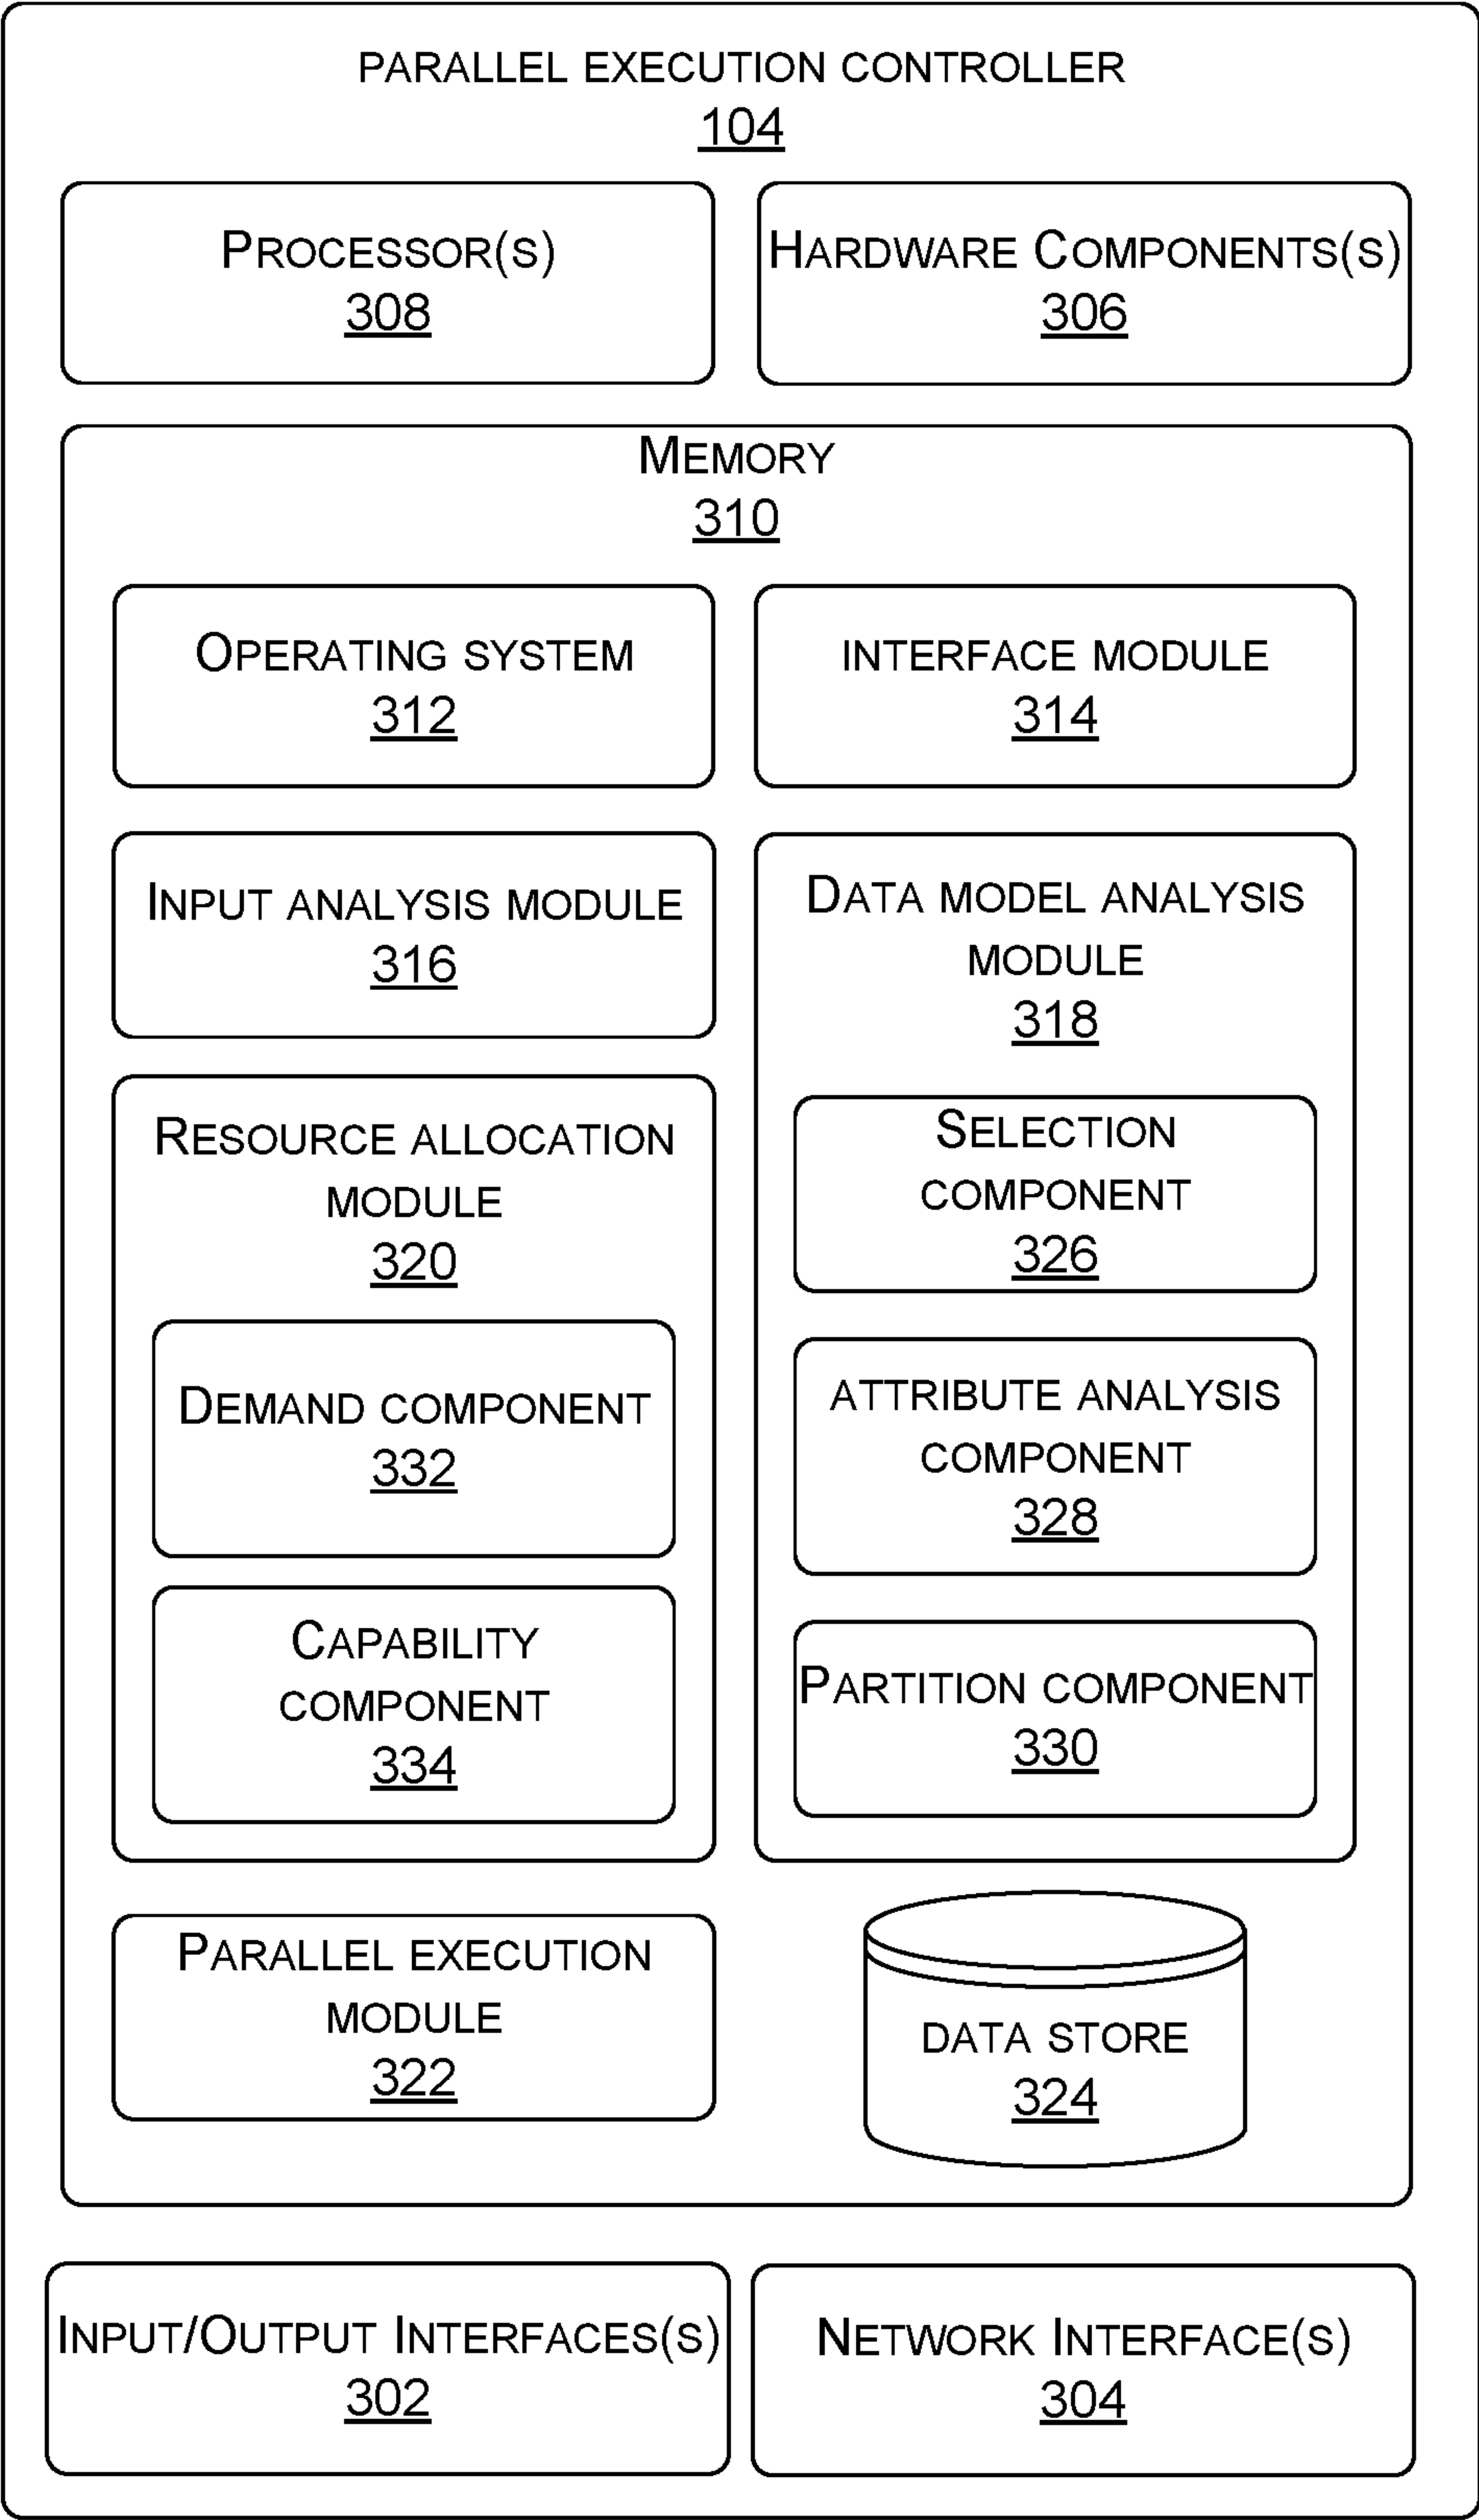 PARALLEL EXECUTION CONTROLLER
104
PROCESSOR(S)
308
HARDWARE COMPONENTS(S)
306
MEMORY
310
OPERATING SYSTEM
312
INTERFACE MODULE
314
INPUT ANALYSIS MODULE
316
DATA MODEL ANALYSIS
MODULE
318
RESOURCE ALLOCATION
MODULE
320
SELECTION
COMPONENT
326
DEMAND COMPONENT
332
ATTRIBUTE ANALYSIS
COMPONENT
328
CAPABILITY
COMPONENT
334
PARTITION COMPONENT
330
PARALLEL EXECUTION
MODULE
322
DATA STORE
324
INPUT/OUTPUT INTERFACES(S)
302
NETWORK INTERFACE(S)
304